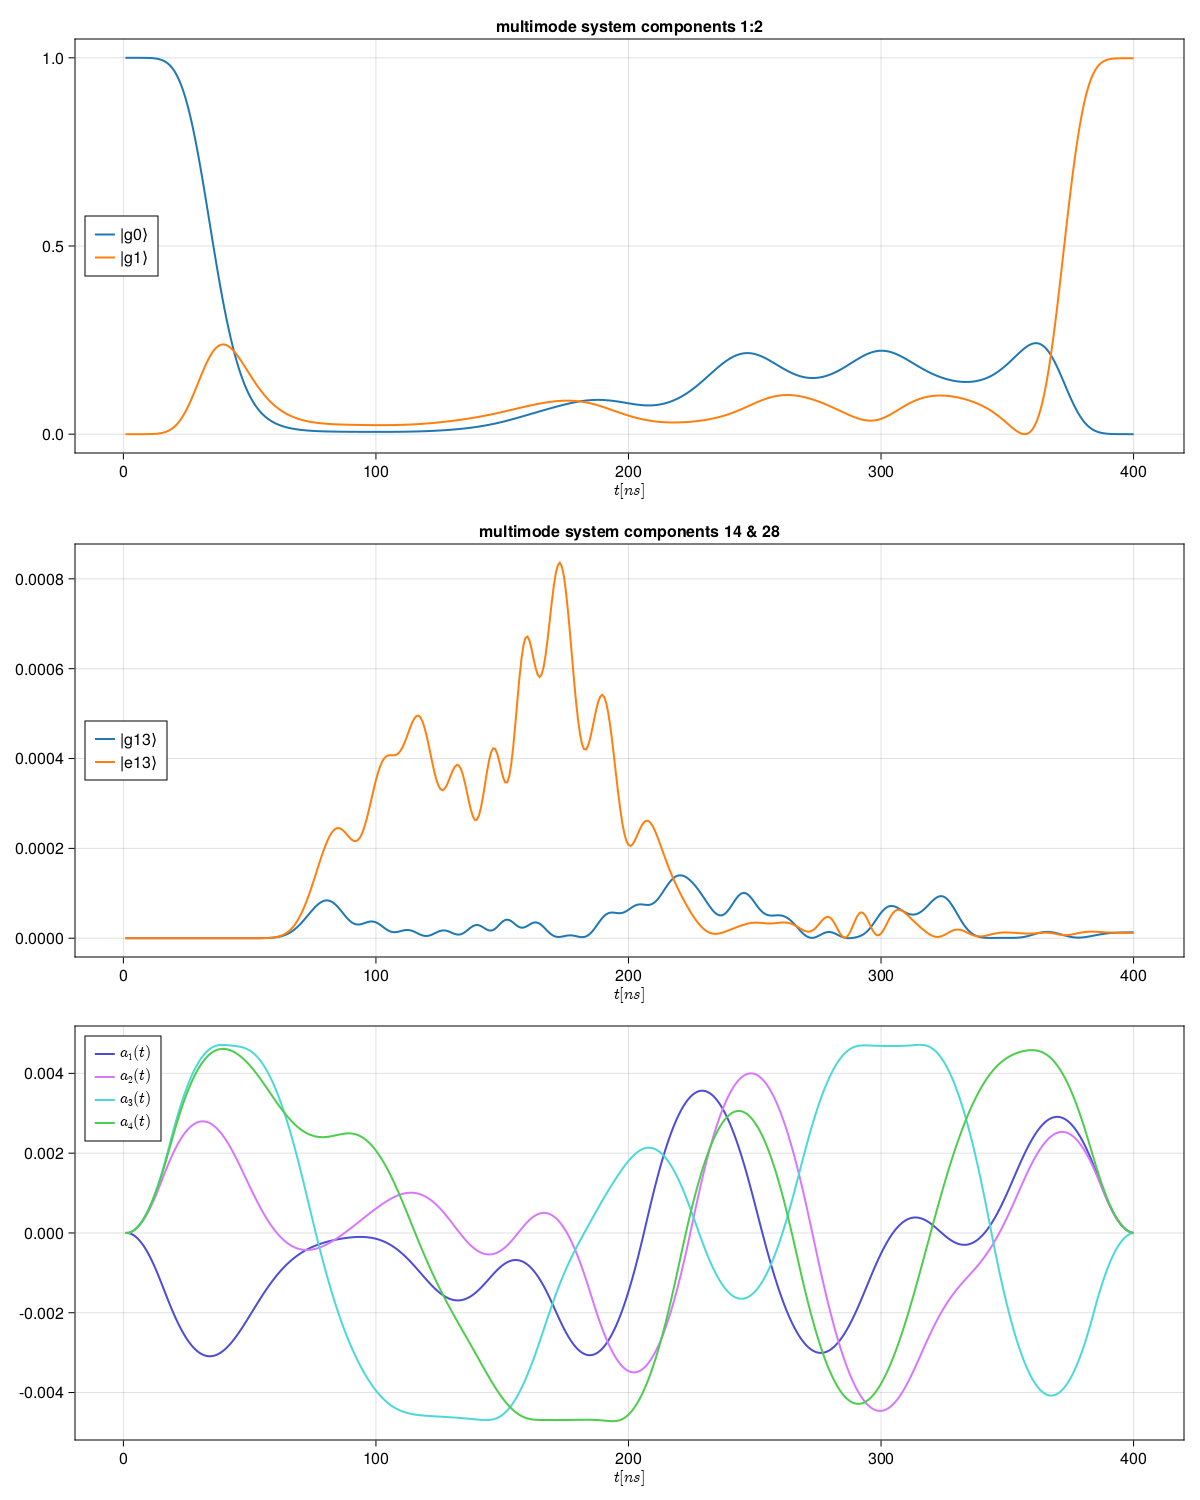 multimode system components 1:2
1.0
0.5
0.0
|g0⟩
|g1⟩
0 100 200 300 400
t[ns]
multimode system components 14 & 28
0.0008
0.0006
0.0004
0.0002
0.0000
|g13⟩
|e13⟩
0 100 200 300 400
t[ns]
a₁(t)
a₂(t)
a₃(t)
a₄(t)
0.004
0.002
0.000
-0.002
-0.004
0 100 200 300 400
t[ns]